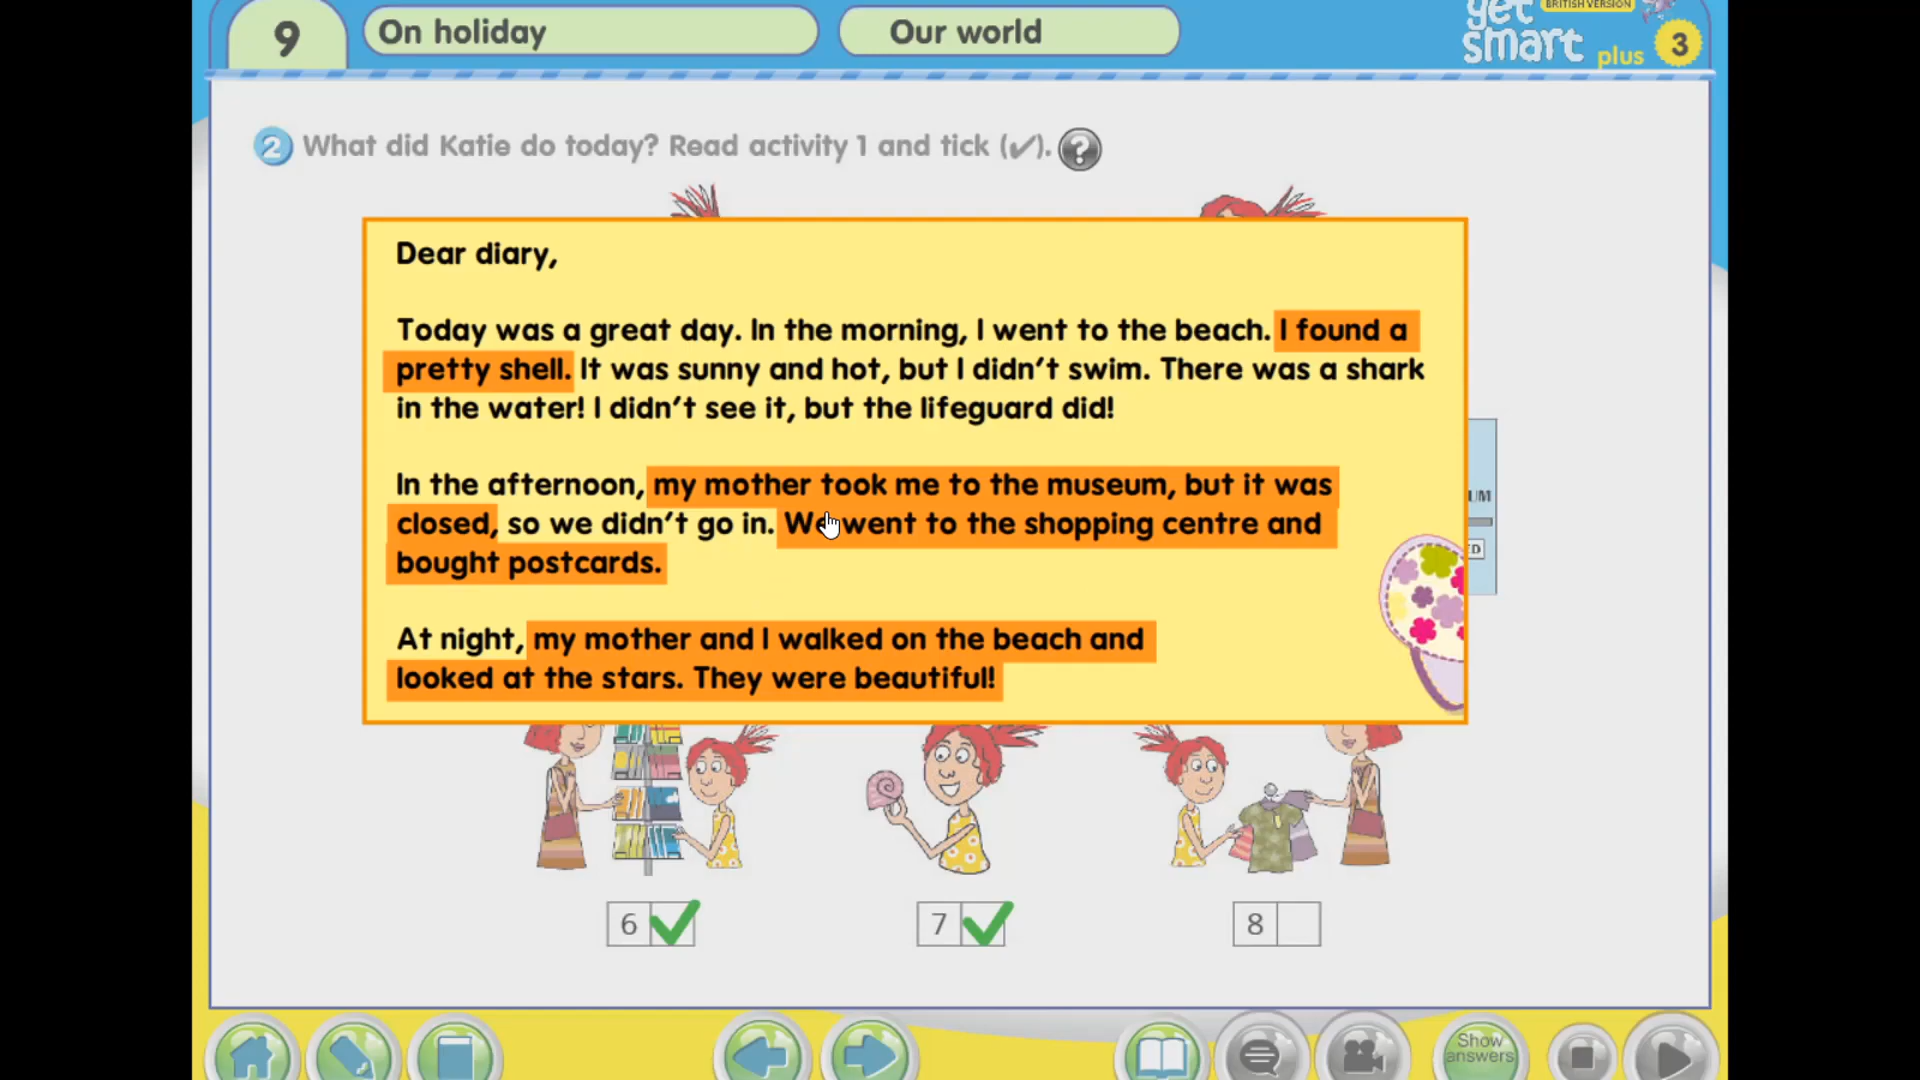 9
On holiday
Our world
BRITISH VERSION
get
smart
plus
3
2
What did Katie do today? Read activity 1 and tick (✓).
?
Dear diary,
Today was a great day. In the morning, I went to the beach. I found a
pretty shell. It was sunny and hot, but I didn't swim. There was a shark
in the water! I didn't see it, but the lifeguard did!
In the afternoon, my mother took me to the museum, but it was
closed, so we didn't go in. We went to the shopping centre and
bought postcards.
At night, my mother and I walked on the beach and
looked at the stars. They were beautiful!
UM
ED
6
7
8
Show
answers